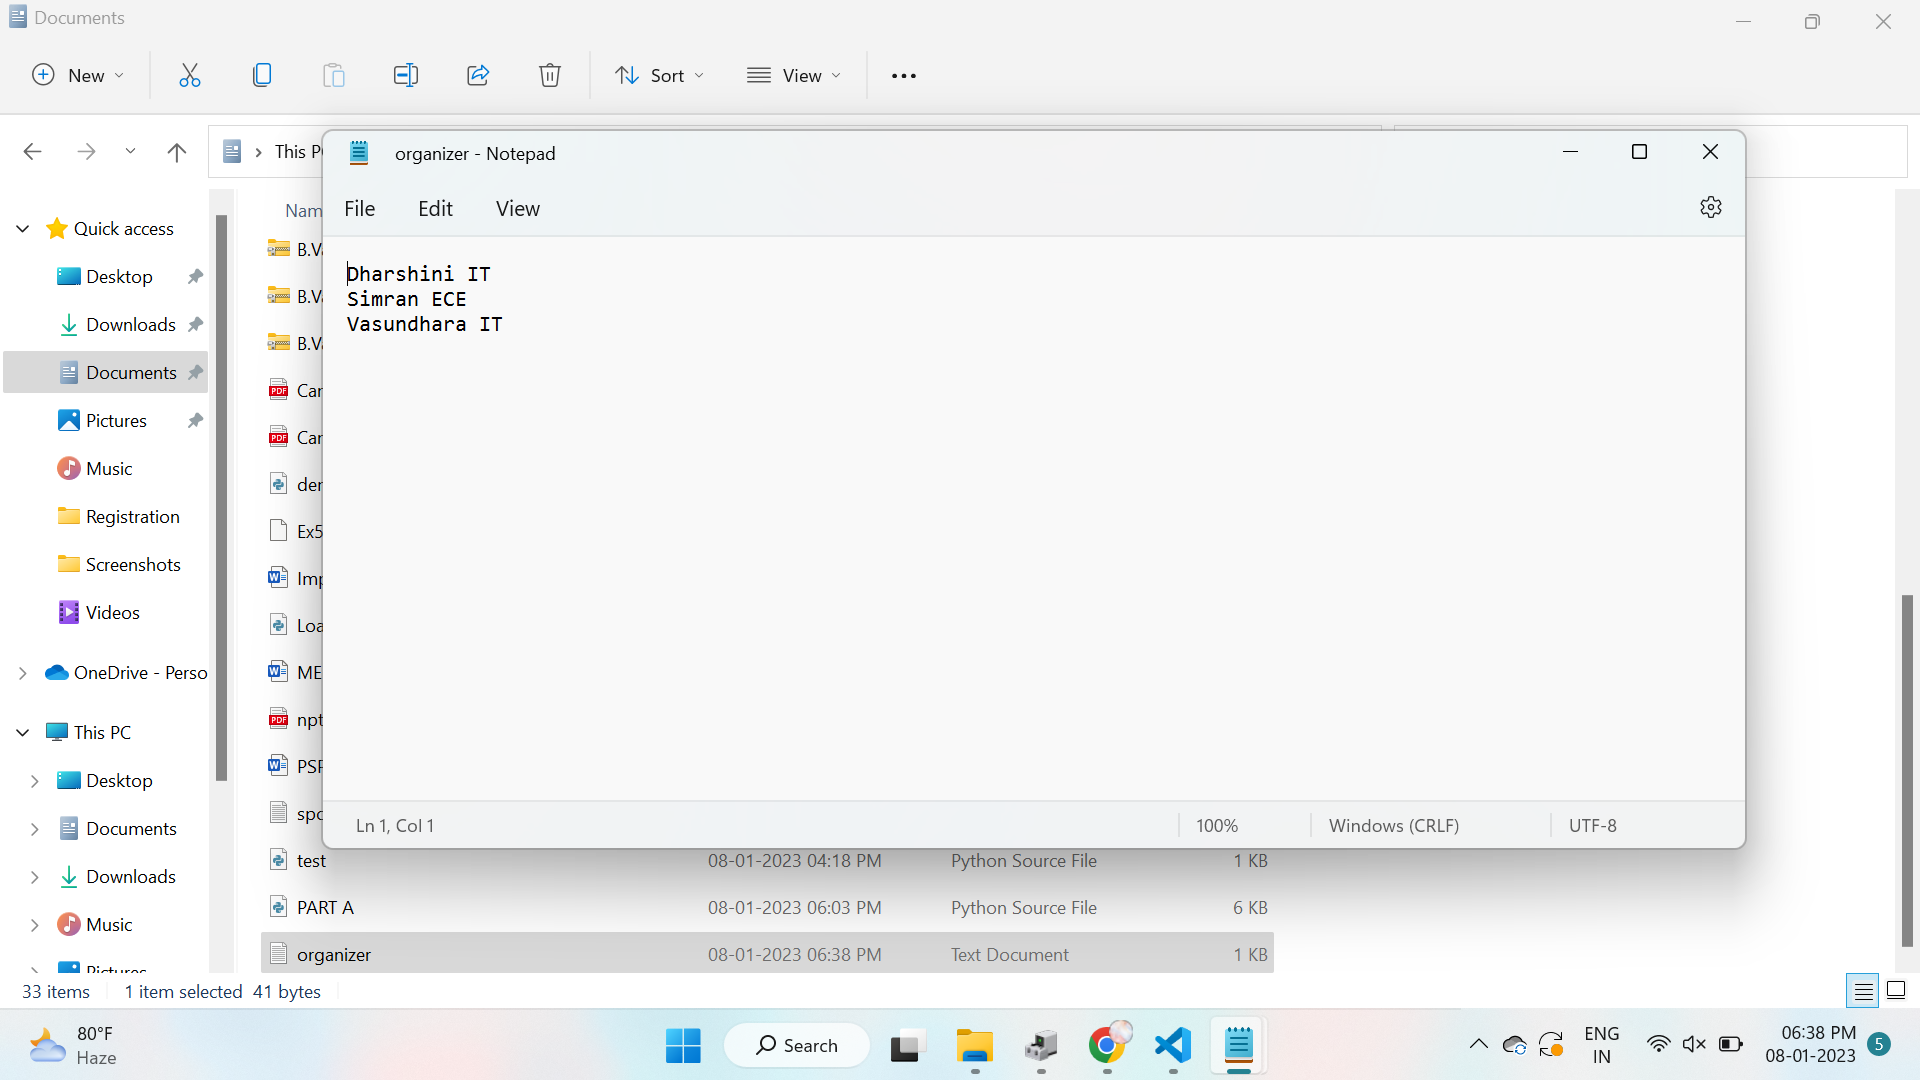 Documents
New
Sort
View
This P
organizer - Notepad
File
Edit
View
Nam
Dharshini IT
Simran ECE
Vasundhara IT
Quick access
Desktop
Downloads
Documents
Pictures
Music
Registration
Screenshots
Videos
OneDrive - Perso
This PC
Desktop
Documents
Downloads
Music
Pictures
B.Va
B.Va
B.Va
Car
Car
der
Ex5
Imp
Loa
ME
npt
PSP
spo
Ln 1, Col 1
100%
Windows (CRLF)
UTF-8
test 08-01-2023 04:18 PM Python Source File 1 KB
PART A 08-01-2023 06:03 PM Python Source File 6 KB
organizer 08-01-2023 06:38 PM Text Document 1 KB
33 items 1 item selected 41 bytes
80°F
Haze
Search
ENG
IN
06:38 PM
08-01-2023
5